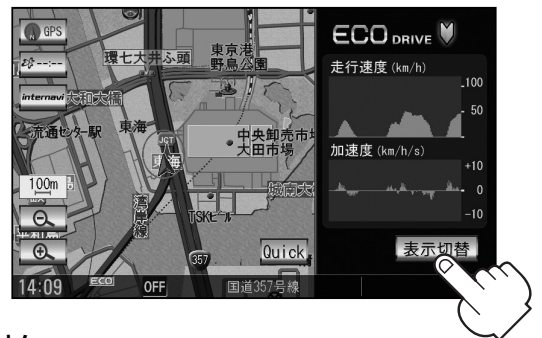 GPS
--:--
internavi
環七大井ふ頭
東京港
野鳥公園
大和大橋
流通センター駅
東海
JCT
東海
中央卸売市
大田市場
城南大
100m
湾岸線
TSKビル
357
Quick
14:09
ECO
OFF
国道357号線
ECO DRIVE
走行速度(km/h)
100
50
加速度(km/h/s)
+10
0
-10
表示切替